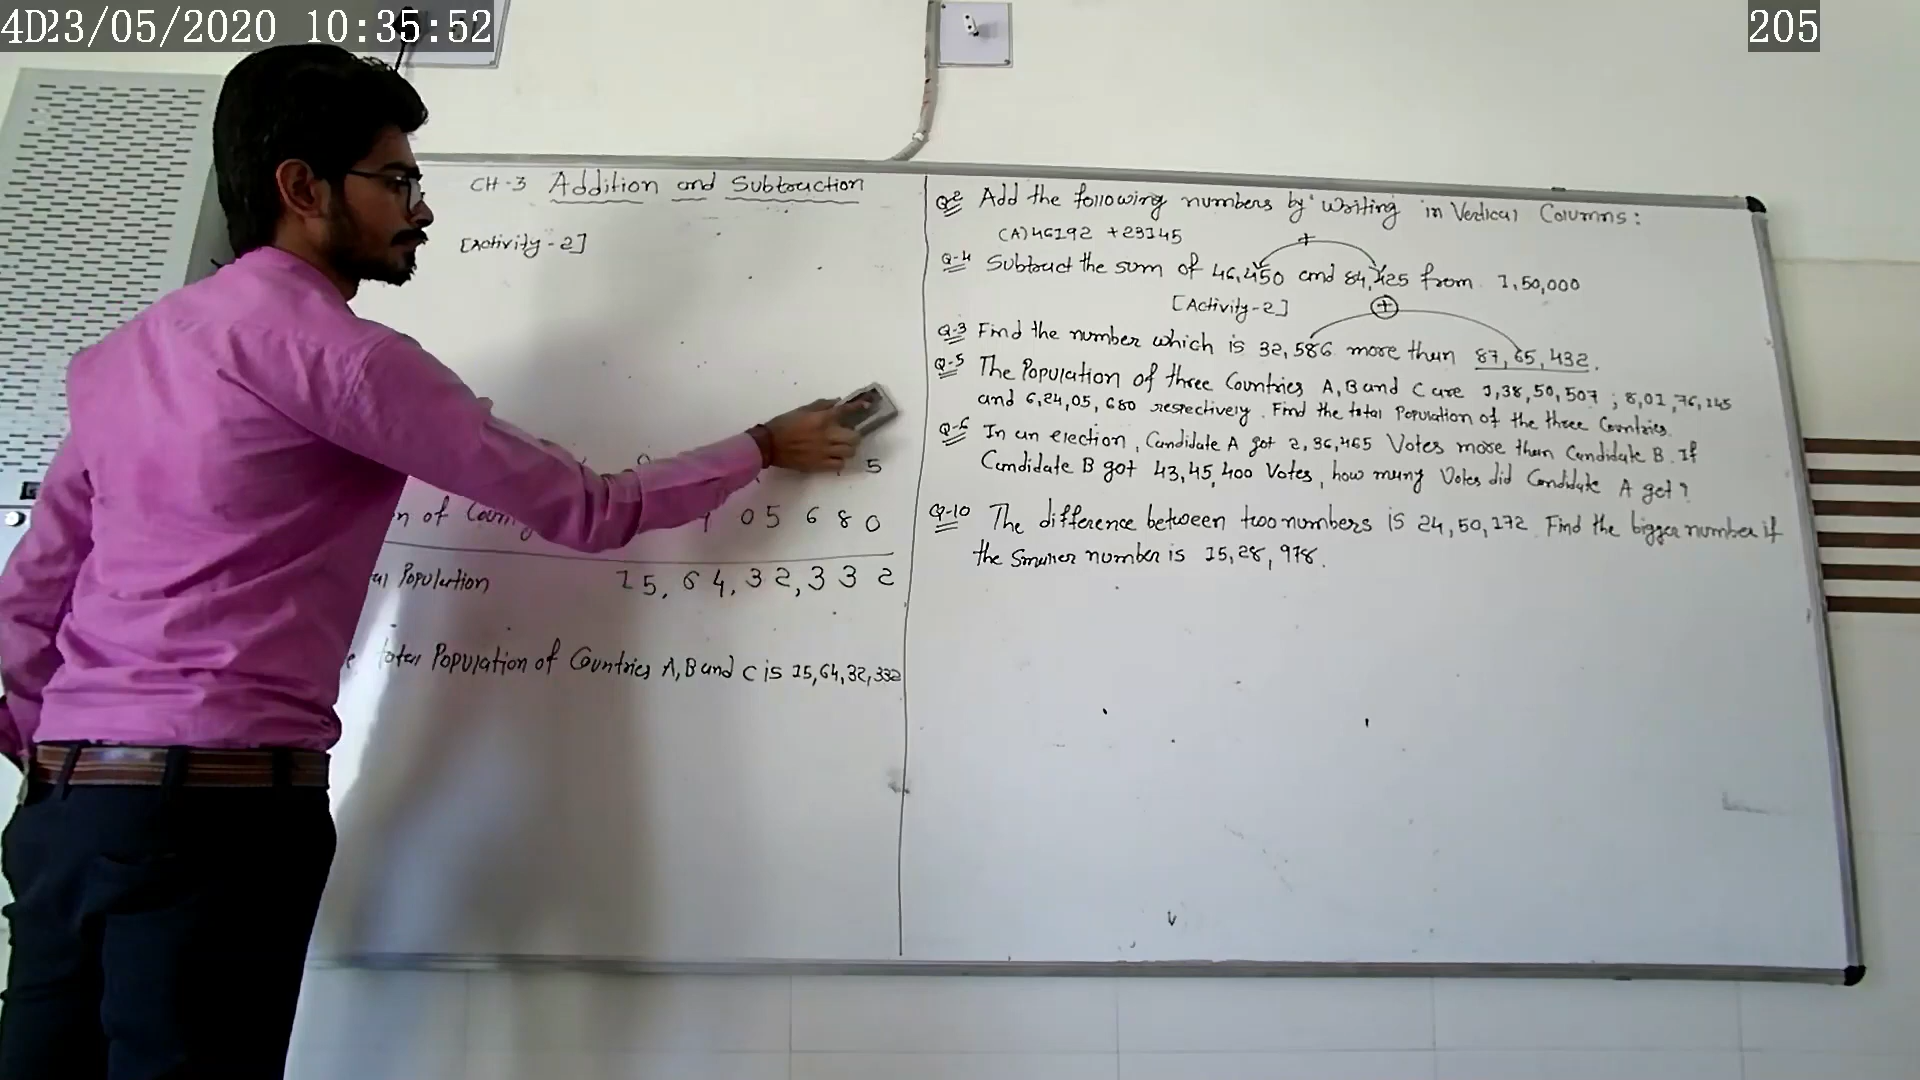 4D23/05/2020 10:35:52
205
CH-3 Addition and Subtraction
[Activity-2]
5
n of
0 5 6 8 0
Population
15,64,32,332
total Population of Countries A, B and C is 15,64,32,332
Q2 Add the following numbers by writing in Vertical Columns:
(A) 46192 +23145
+
Q-4 Subtract the sum of 46,450 and 84,425 from 1,50,000
[Activity-2]
+
Q-3 Find the number which is 32,586 more than 87,65,432.
Q-5 The Population of three Countries A, B and C are 1,38,50,507 ; 8,01,76,145
and 6,24,05,680 respectively. Find the total Population of the three Countries.
Q-6 In an election, Candidate A got 2,36,465 Votes more than Candidate B. If
Candidate B got 43,45,400 Votes, how many Votes did Candidate A get?
Q-10 The difference between two numbers is 24,50,172 Find the bigger number if
the Smaller number is 15,28,978.